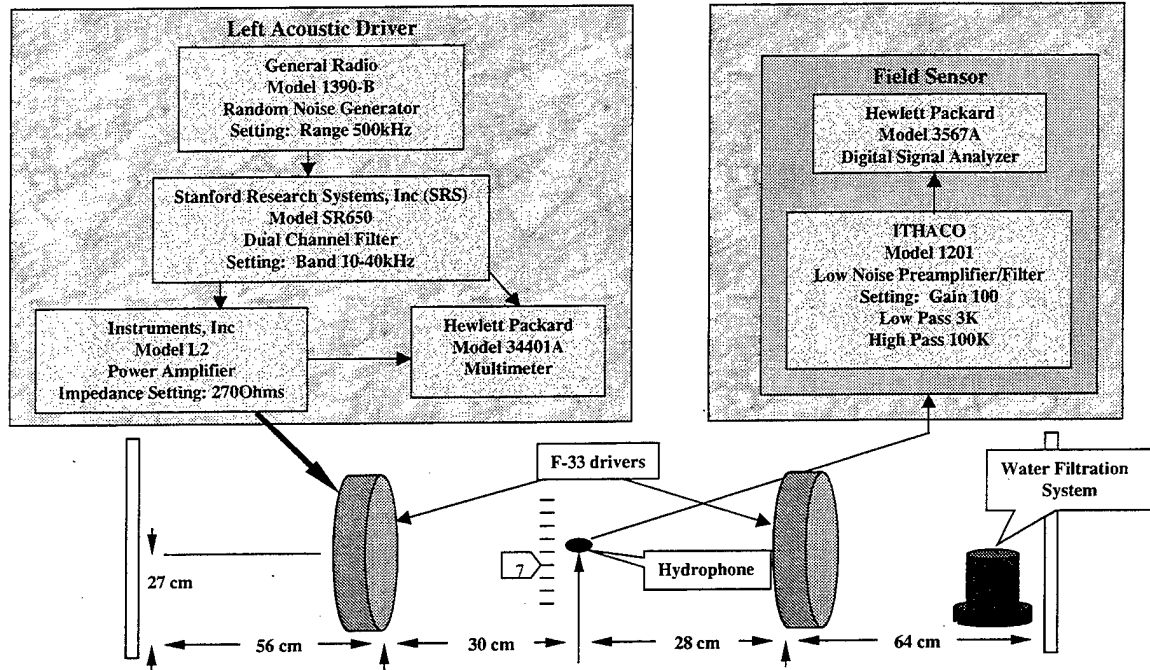 Left Acoustic Driver
General Radio
Model 1390-B
Random Noise Generator
Setting: Range 500kHz
Stanford Research Systems, Inc (SRS)
Model SR650
Dual Channel Filter
Setting: Band 10-40kHz
Instruments, Inc
Model L2
Power Amplifier
Impedance Setting: 270Ohms
Hewlett Packard
Model 34401A
Multimeter
Field Sensor
Hewlett Packard
Model 3567A
Digital Signal Analyzer
ITHACO
Model 1201
Low Noise Preamplifier/Filter
Setting: Gain 100
Low Pass 3K
High Pass 100K
F-33 drivers
Water Filtration
System
7
Hydrophone
27 cm
56 cm
30 cm
28 cm
64 cm